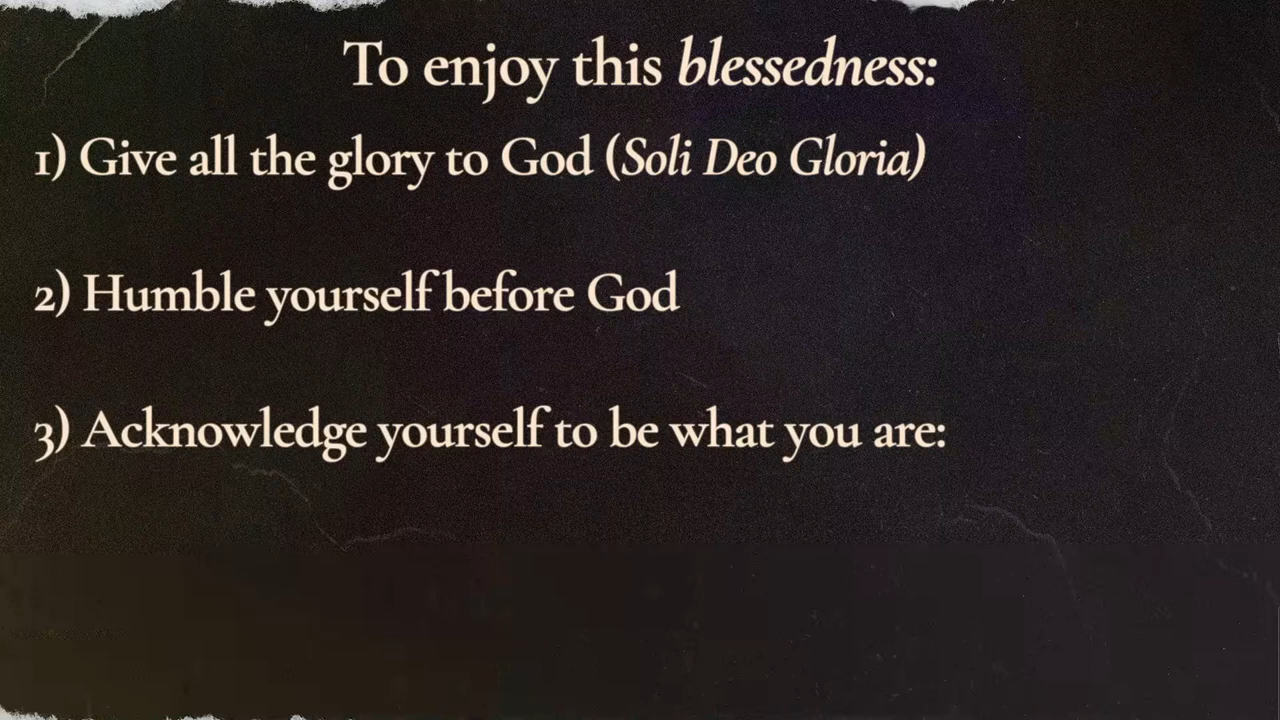 To enjoy this blessedness:
1) Give all the glory to God (Soli Deo Gloria)
2) Humble yourself before God
3) Acknowledge yourself to be what you are: